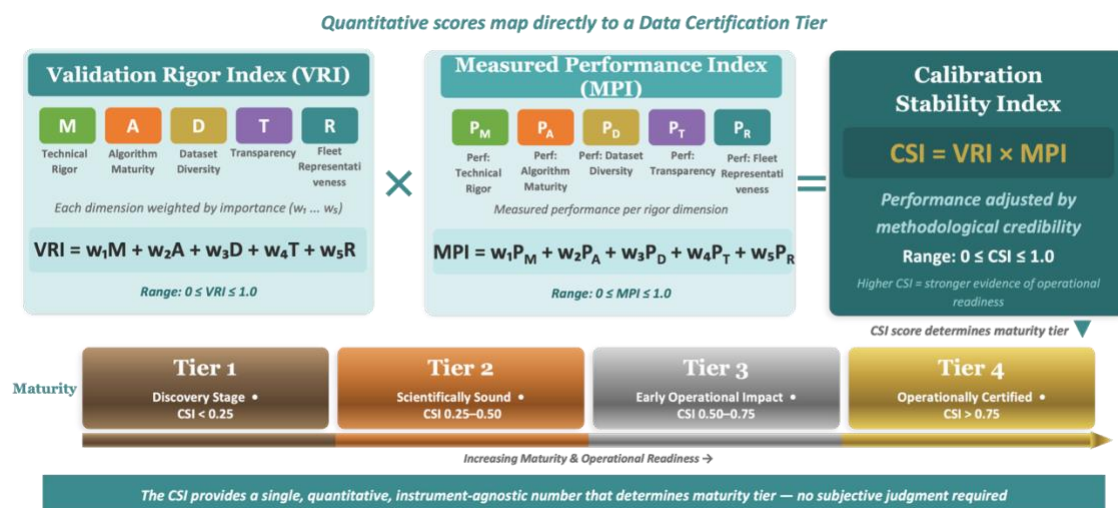 Quantitative scores map directly to a Data Certification Tier
Validation Rigor Index (VRI)
M
A
D
T
R
Technical
Rigor
Algorithm
Maturity
Dataset
Diversity
Transparency
Fleet
Representati
veness
Each dimension weighted by importance (w₁ ... w₅)
VRI = w₁M + w₂A + w₃D + w₄T + w₅R
Range: 0 ≤ VRI ≤ 1.0
×
Measured Performance Index
(MPI)
P_M
P_A
P_D
P_T
P_R
Perf:
Technical
Rigor
Perf:
Algorithm
Maturity
Perf: Dataset
Diversity
Perf:
Transparency
Perf: Fleet
Representati
veness
Measured performance per rigor dimension
MPI = w₁P_M + w₂P_A + w₃P_D + w₄P_T + w₅P_R
Range: 0 ≤ MPI ≤ 1.0
=
Calibration
Stability Index
CSI = VRI × MPI
Performance adjusted by
methodological credibility
Range: 0 ≤ CSI ≤ 1.0
Higher CSI = stronger evidence of operational
readiness
CSI score determines maturity tier
Maturity
Tier 1
Discovery Stage •
CSI < 0.25
Tier 2
Scientifically Sound •
CSI 0.25–0.50
Tier 3
Early Operational Impact •
CSI 0.50–0.75
Tier 4
Operationally Certified •
CSI > 0.75
Increasing Maturity & Operational Readiness →
The CSI provides a single, quantitative, instrument-agnostic number that determines maturity tier — no subjective judgment required